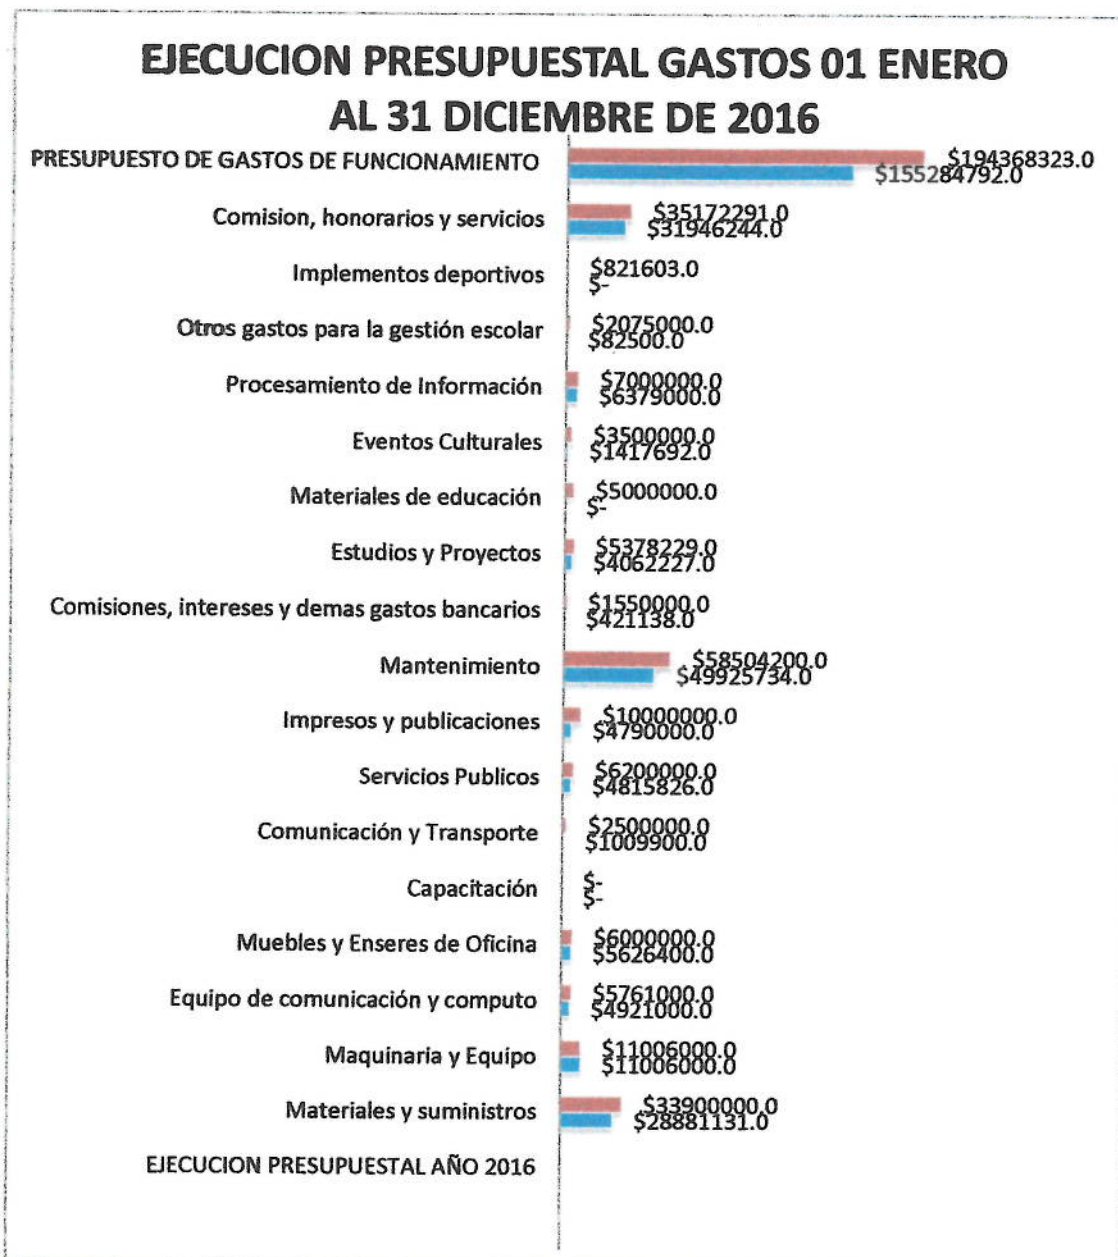 EJECUCION PRESUPUESTAL GASTOS 01 ENERO
AL 31 DICIEMBRE DE 2016
PRESUPUESTO DE GASTOS DE FUNCIONAMIENTO
$194368323.0
$155284792.0
Comision, honorarios y servicios
$35172291.0
$31946244.0
Implementos deportivos
$821603.0
$-
Otros gastos para la gestión escolar
$2075000.0
$82500.0
Procesamiento de Información
$7000000.0
$6379000.0
Eventos Culturales
$3500000.0
$1417692.0
Materiales de educación
$5000000.0
$-
Estudios y Proyectos
$5378229.0
$4062227.0
Comisiones, intereses y demas gastos bancarios
$1550000.0
$421138.0
Mantenimiento
$58504200.0
$49925734.0
Impresos y publicaciones
$10000000.0
$4790000.0
Servicios Publicos
$6200000.0
$4815826.0
Comunicación y Transporte
$2500000.0
$1009900.0
Capacitación
$-
$-
Muebles y Enseres de Oficina
$6000000.0
$5626400.0
Equipo de comunicación y computo
$5761000.0
$4921000.0
Maquinaria y Equipo
$11006000.0
$11006000.0
Materiales y suministros
$33900000.0
$28881131.0
EJECUCION PRESUPUESTAL AÑO 2016